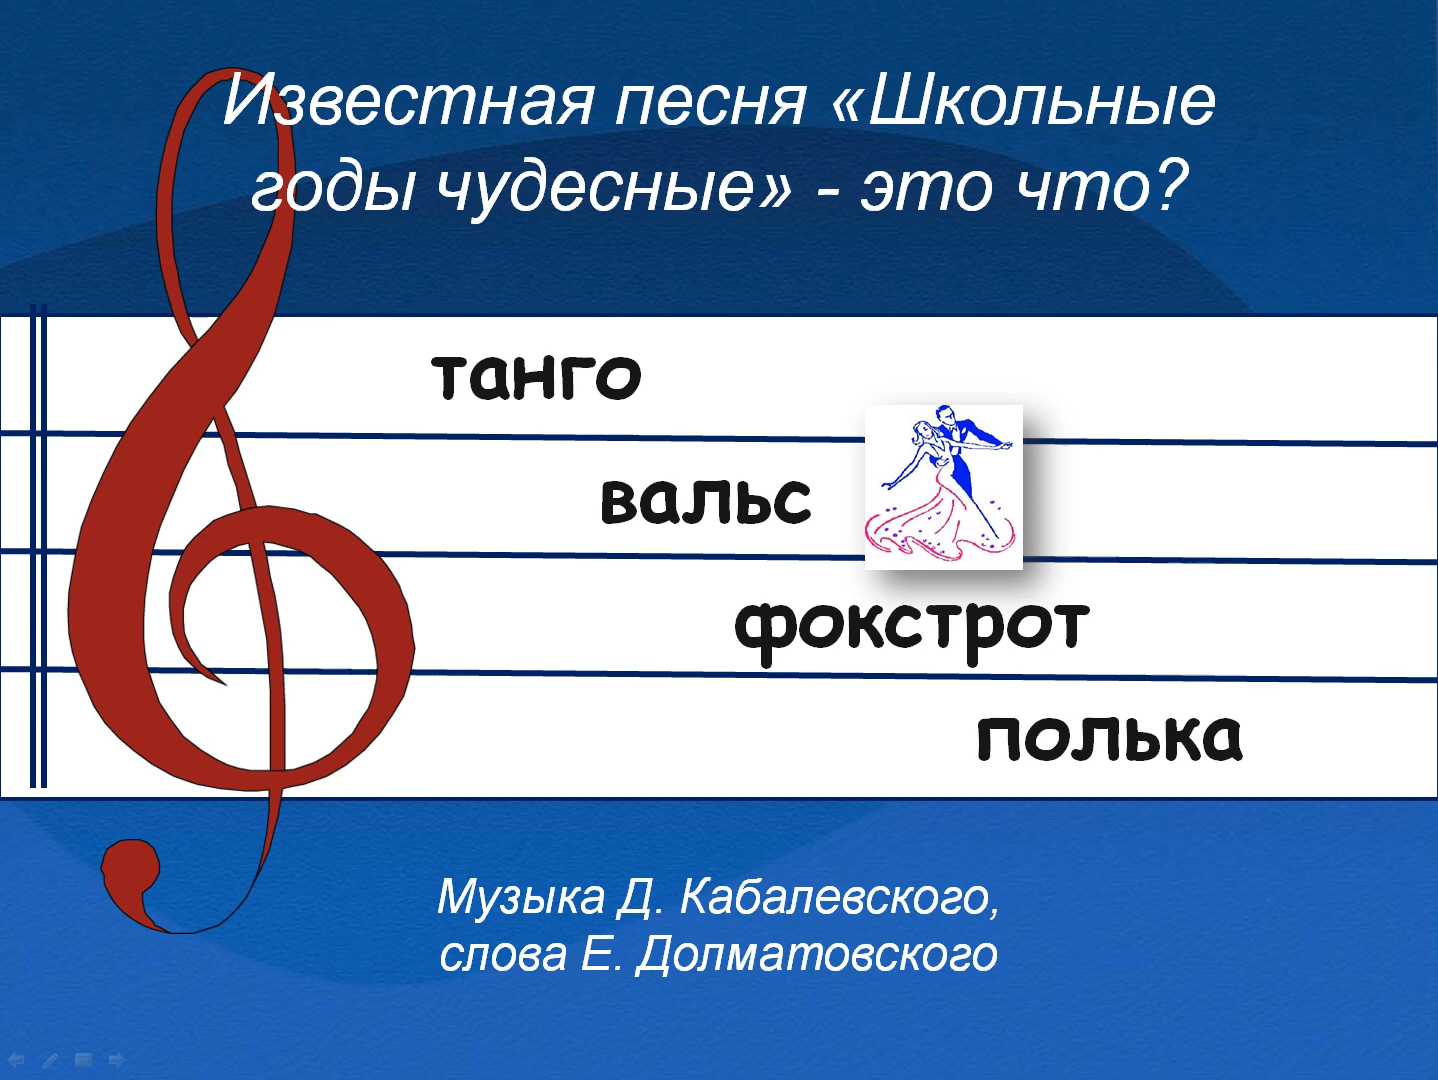 Известная песня «Школьные
годы чудесные» - это что?
танго
вальс
фокстрот
полька
Музыка Д. Кабалевского,
слова Е. Долматовского